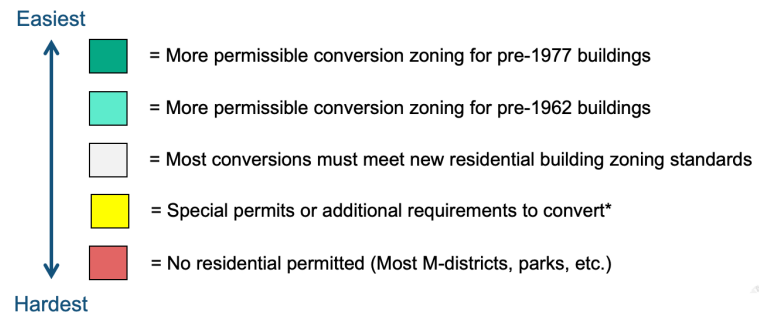 Easiest
= More permissible conversion zoning for pre-1977 buildings
= More permissible conversion zoning for pre-1962 buildings
= Most conversions must meet new residential building zoning standards
= Special permits or additional requirements to convert*
= No residential permitted (Most M-districts, parks, etc.)
Hardest